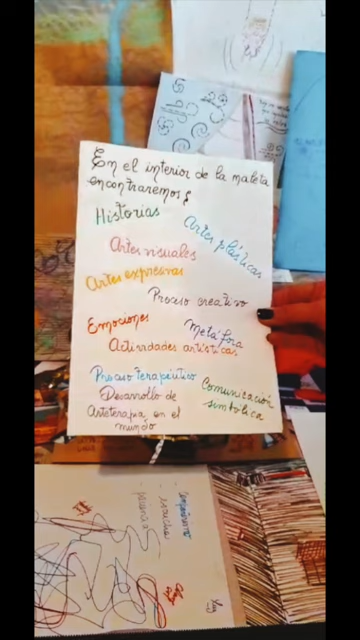 En el interior de la maleta
encontraremos
Historias
Artes plásticas
Artes visuales
Artes expresivas
Proceso creativo
Emociones
Metáfora
Actividades artísticas
Proceso terapéutico
Comunicación
simbólica
Desarrollo de
Arteterapia en el
mundo
escucha